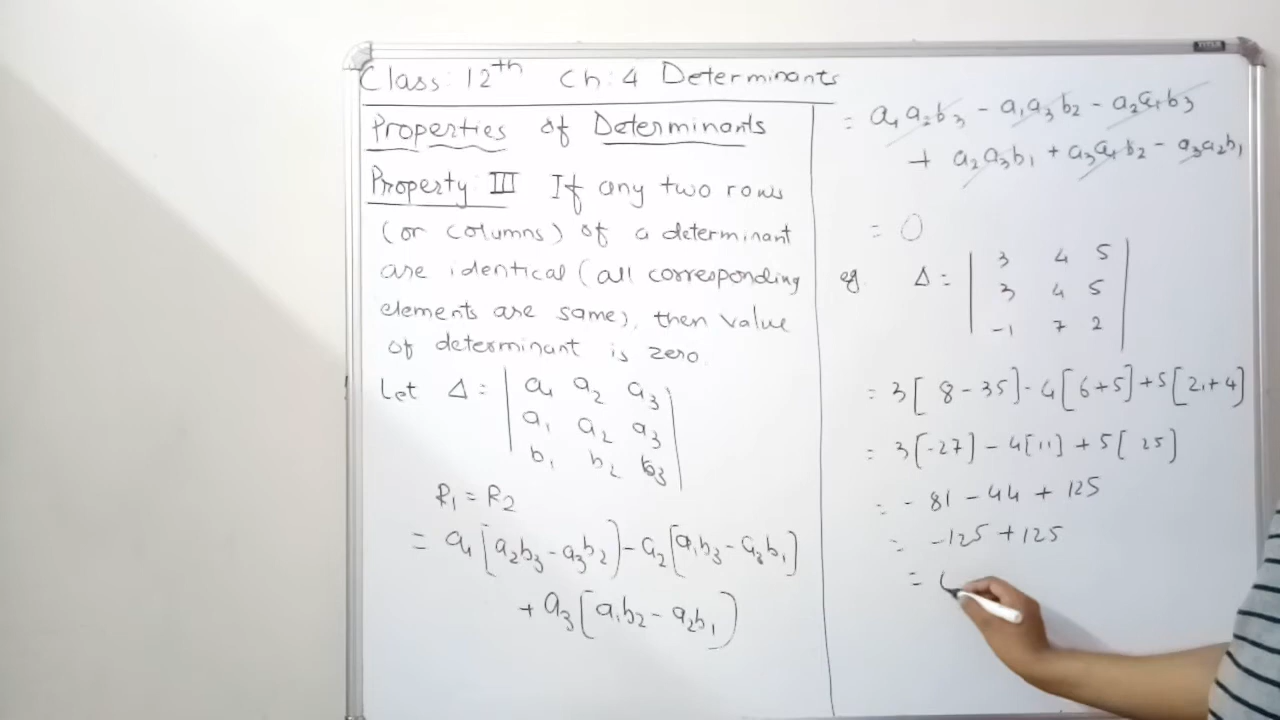 TITLE
Class: 12th Ch: 4 Determinants
Properties of Determinants
Property III If any two rows
(or columns) of a determinant
are identical (all corresponding
elements are same), then value
of determinant is zero.
Let Δ = | a₁ a₂ a₃ |
| a₁ a₂ a₃ |
| b₁ b₂ b₃ |
R₁ = R₂
= a₁[a₂b₃ - a₃b₂] - a₂[a₁b₃ - a₃b₁]
+ a₃[a₁b₂ - a₂b₁]
= a₁a₂b₃ - a₁a₃b₂ - a₂a₁b₃
+ a₂a₃b₁ + a₃a₁b₂ - a₃a₂b₁
= 0
eg. Δ = | 3 4 5 |
| 3 4 5 |
| -1 7 2 |
= 3[8-35] - 4[6+5] + 5[21+4]
= 3[-27] - 4[11] + 5[25]
= -81 - 44 + 125
= -125 + 125
=